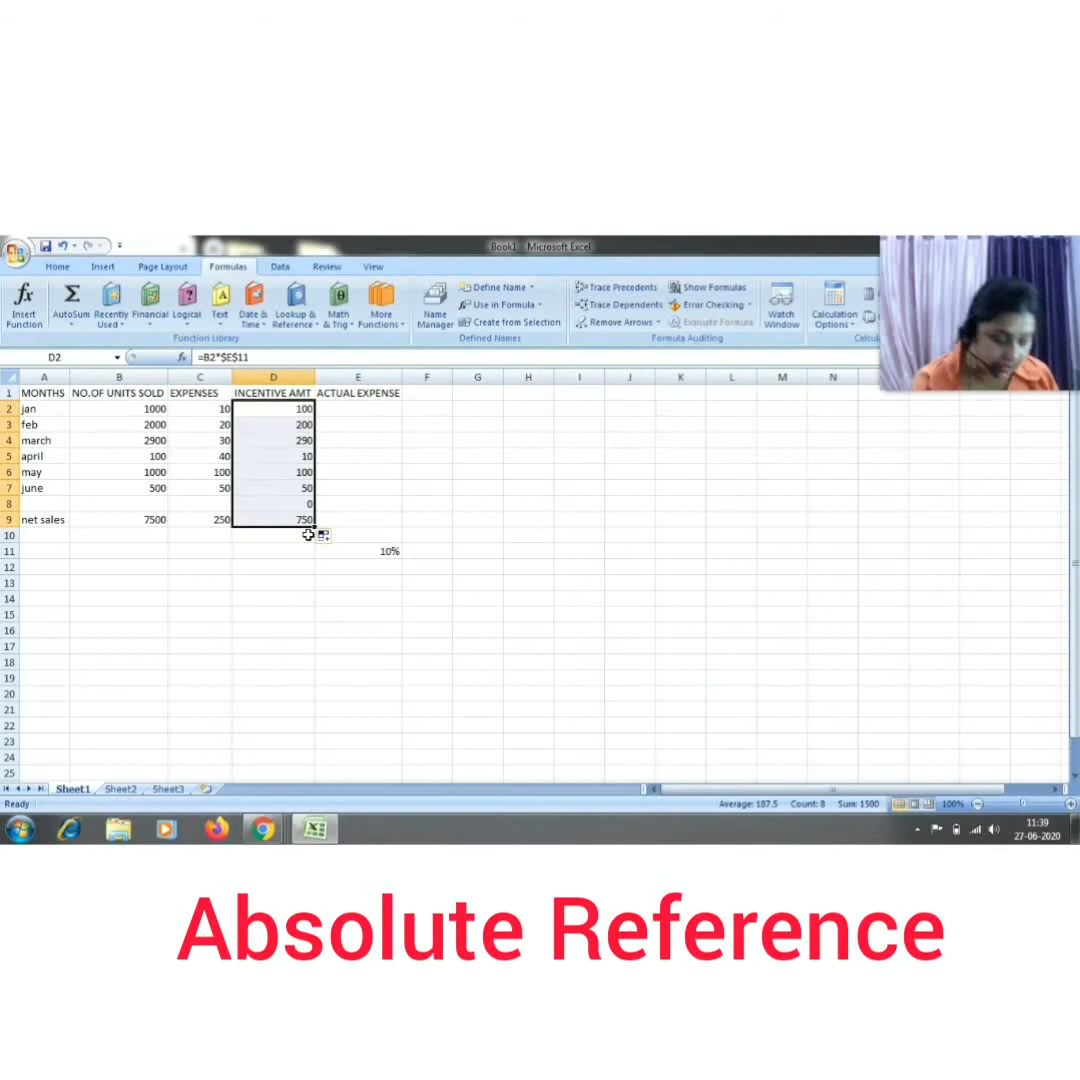 Book1 - Microsoft Excel
Home Insert Page Layout Formulas Data Review View
Insert Function
AutoSum
Recently Used
Financial
Logical
Text
Date & Time
Lookup & Reference
Math & Trig
More Functions
Function Library
Name Manager
Define Name
Use in Formula
Create from Selection
Defined Names
Trace Precedents
Trace Dependents
Remove Arrows
Show Formulas
Error Checking
Evaluate Formula
Formula Auditing
Watch Window
Calculation Options
D2 fx =B2*$E$11
A B C D E F G H I J K L M N
1 MONTHS NO.OF UNITS SOLD EXPENSES INCENTIVE AMT ACTUAL EXPENSE
2 jan 1000 10 100
3 feb 2000 20 200
4 march 2900 30 290
5 april 100 40 10
6 may 1000 100 100
7 june 500 50 50
8 0
9 net sales 7500 250 750
10
11 10%
12
13
14
15
16
17
18
19
20
21
22
23
24
25
Sheet1 Sheet2 Sheet3
Ready Average: 187.5 Count: 8 Sum: 1500 100%
11:39
27-06-2020
Absolute Reference